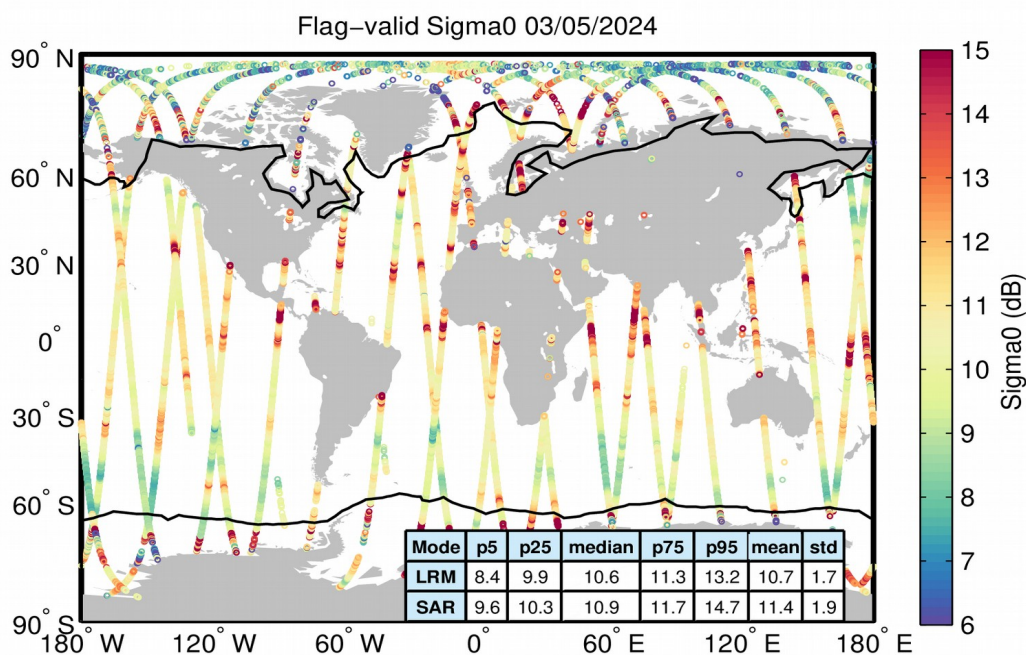 Flag−valid Sigma0 03/05/2024
90° N
60° N
30° N
0°
30° S
60° S
90° S
180° W
120° W
60° W
0°
60° E
120° E
180° E
15
14
13
12
11
10
9
8
7
6
Sigma0 (dB)
Mode p5 p25 median p75 p95 mean std
LRM 8.4 9.9 10.6 11.3 13.2 10.7 1.7
SAR 9.6 10.3 10.9 11.7 14.7 11.4 1.9